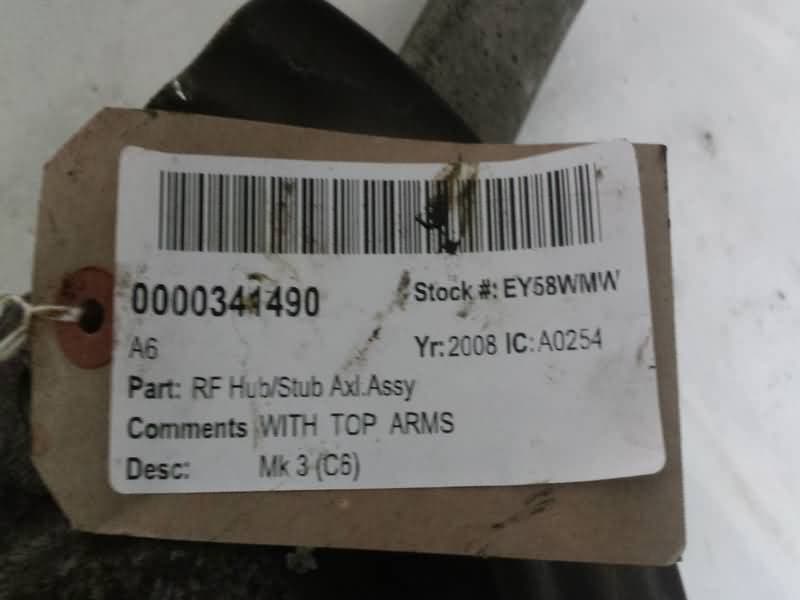 0000341490 Stock #: EY58WMW
A6 Yr: 2008 IC: A0254
Part: RF Hub/Stub Axl.Assy
Comments WITH TOP ARMS
Desc: Mk 3 (C6)